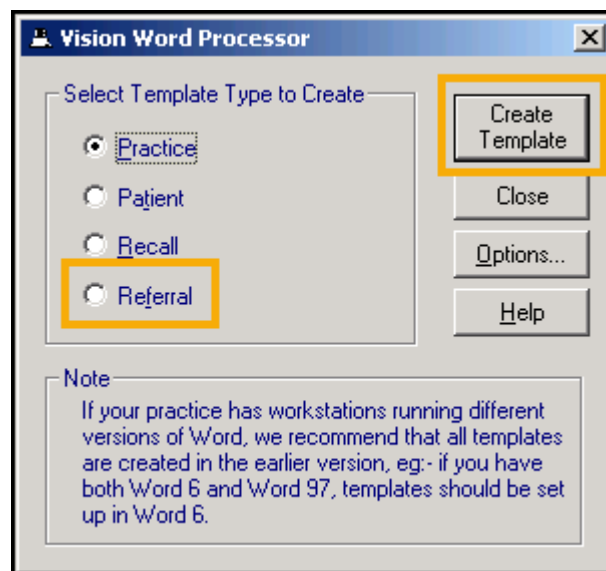 Vision Word Processor
Select Template Type to Create
Practice
Patient
Recall
Referral
Create
Template
Close
Options...
Help
Note
If your practice has workstations running different
versions of Word, we recommend that all templates
are created in the earlier version, eg:- if you have
both Word 6 and Word 97, templates should be set
up in Word 6.